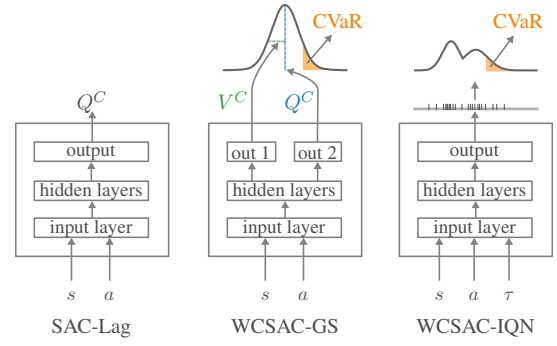 CVaR
CVaR
Q^C
V^C
Q^C
output
out 1
out 2
output
hidden layers
hidden layers
hidden layers
input layer
input layer
input layer
s
a
s
a
s
a
τ
SAC-Lag
WCSAC-GS
WCSAC-IQN